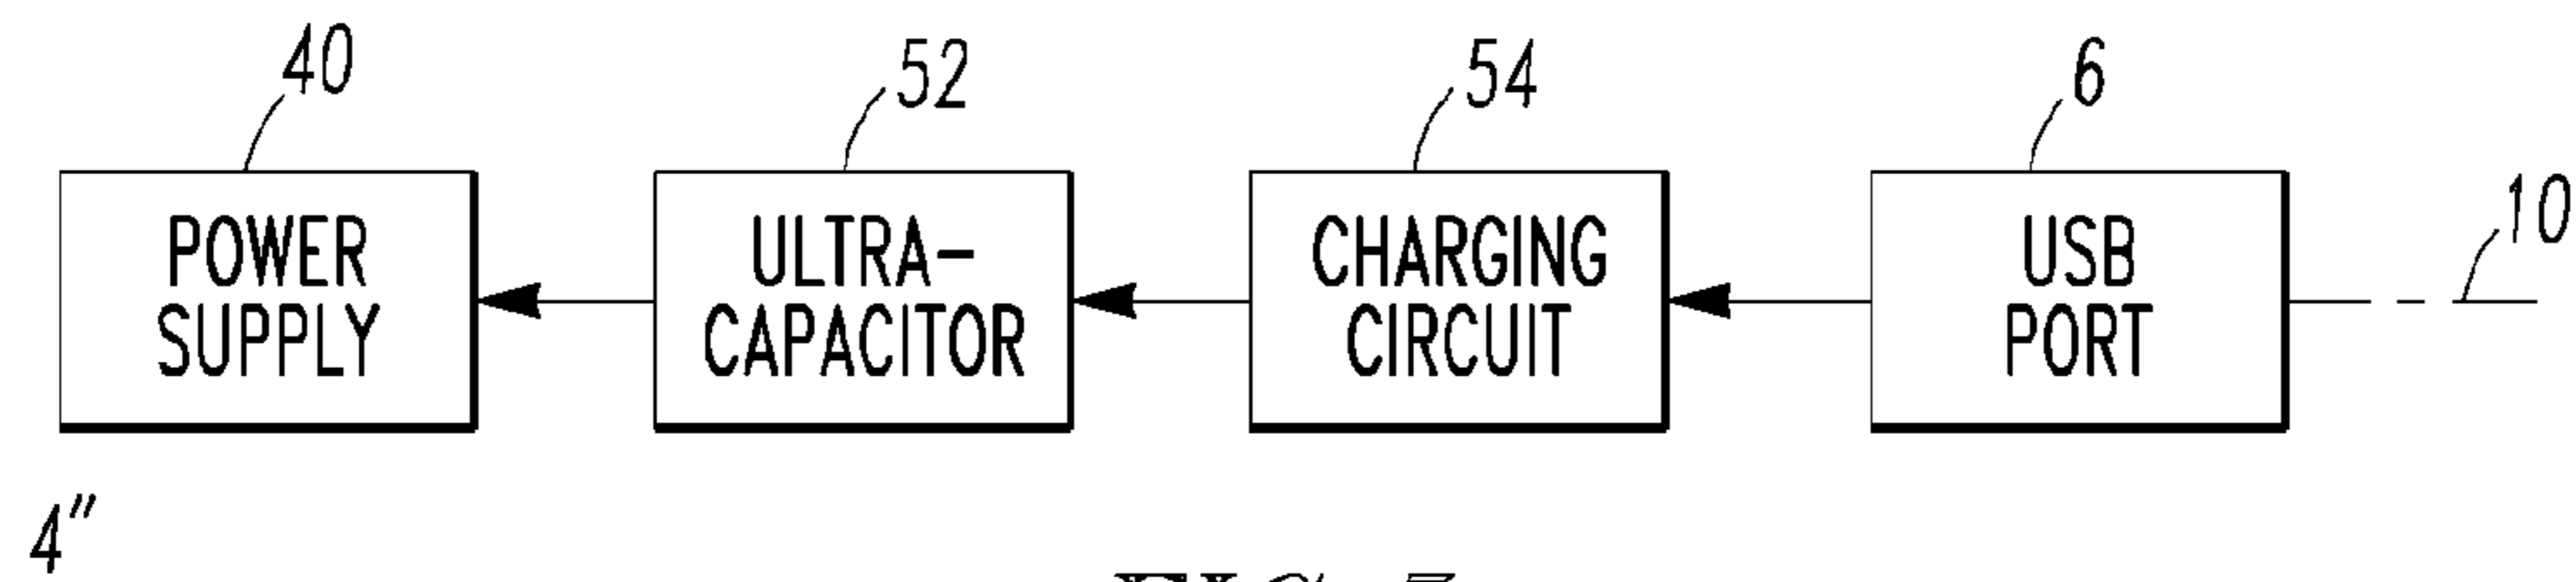 40
52
54
6
10
POWER
SUPPLY
ULTRA-
CAPACITOR
CHARGING
CIRCUIT
USB
PORT
4"